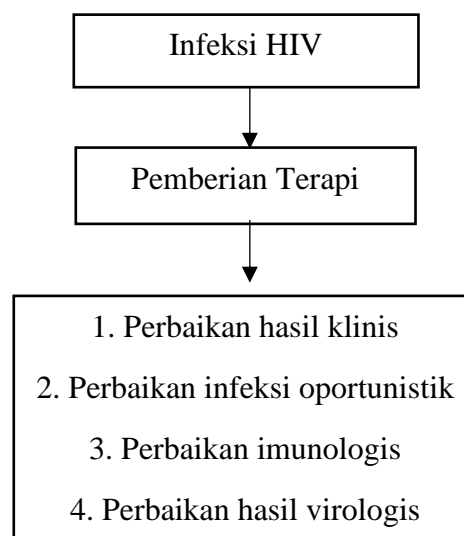 Infeksi HIV
Pemberian Terapi
1. Perbaikan hasil klinis
2. Perbaikan infeksi oportunistik
3. Perbaikan imunologis
4. Perbaikan hasil virologis